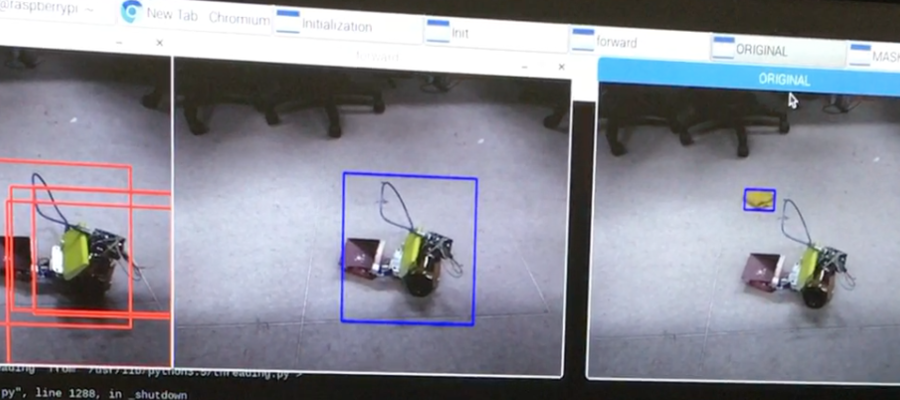 @raspberrypi ~
New Tab Chromium
Initialization
Init
forward
ORIGINAL
MASK
forward
ORIGINAL
from '/usr/lib/python3.5/threading.py'>
py", line 1288, in _shutdown